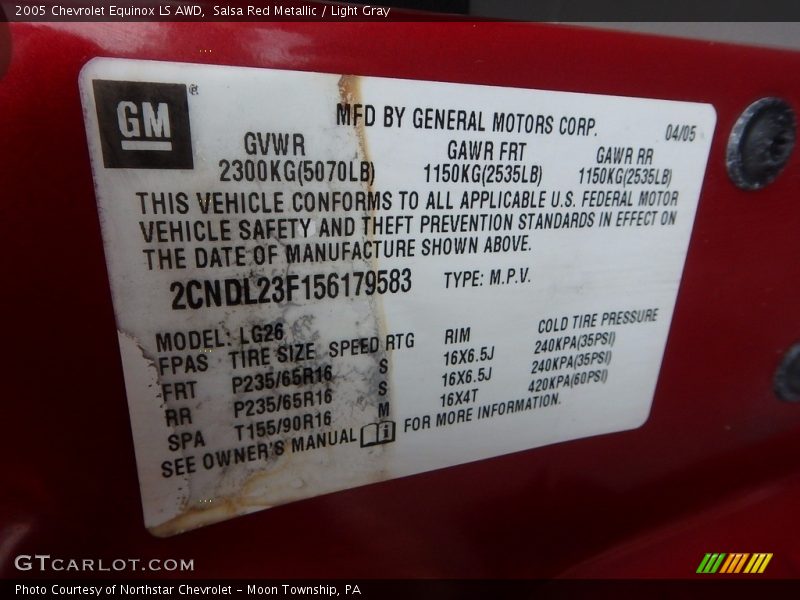 2005 Chevrolet Equinox LS AWD, Salsa Red Metallic / Light Gray
GM ®
MFD BY GENERAL MOTORS CORP. 04/05
GVWR GAWR FRT GAWR RR
2300KG(5070LB) 1150KG(2535LB) 1150KG(2535LB)
THIS VEHICLE CONFORMS TO ALL APPLICABLE U.S. FEDERAL MOTOR
VEHICLE SAFETY AND THEFT PREVENTION STANDARDS IN EFFECT ON
THE DATE OF MANUFACTURE SHOWN ABOVE.
2CNDL23F156179583 TYPE: M.P.V.
MODEL: LG26
FPAS TIRE SIZE SPEED RTG RIM COLD TIRE PRESSURE
FRT P235/65R16 S 16X6.5J 240KPA(35PSI)
RR P235/65R16 S 16X6.5J 240KPA(35PSI)
SPA T155/90R16 M 16X4T 420KPA(60PSI)
SEE OWNER'S MANUAL i FOR MORE INFORMATION.
GTCARLOT.COM
Photo Courtesy of Northstar Chevrolet - Moon Township, PA